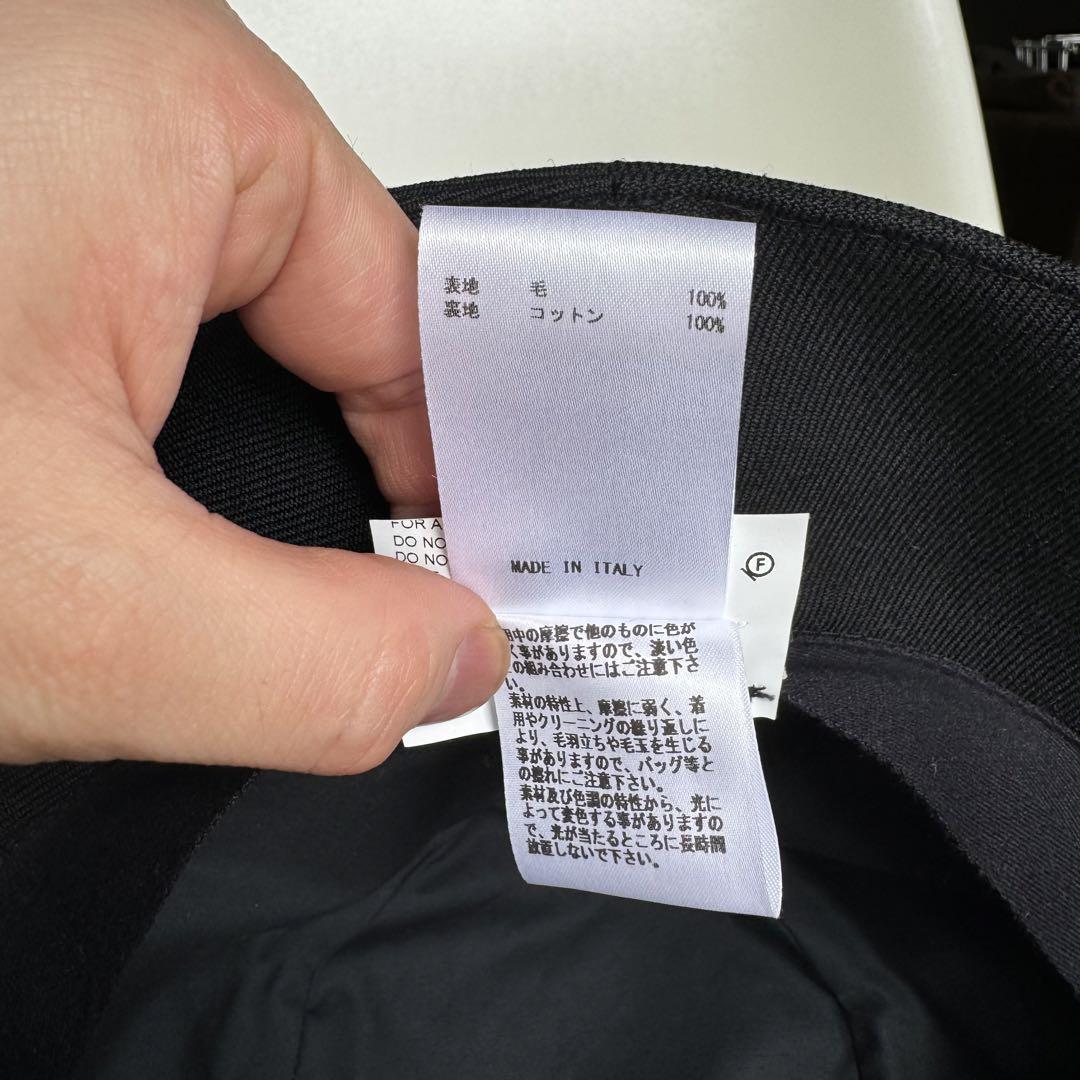 表地 毛 100%
裏地 コットン 100%
FOR A
DO NO
DO NO
MADE IN ITALY
F
用中の摩擦で他のものに色が
く事がありますので、淡い色
の組み合わせにはご注意下さ
い。
素材の特性上、摩擦に弱く、着
用やクリーニングの繰り返しに
より、毛羽立ちや毛玉を生じる
事がありますので、バッグ等と
の擦れにご注意下さい。
素材及び色調の特性から、光に
よって変色する事がありますの
で、光が当たるところに長時間
放置しないで下さい。